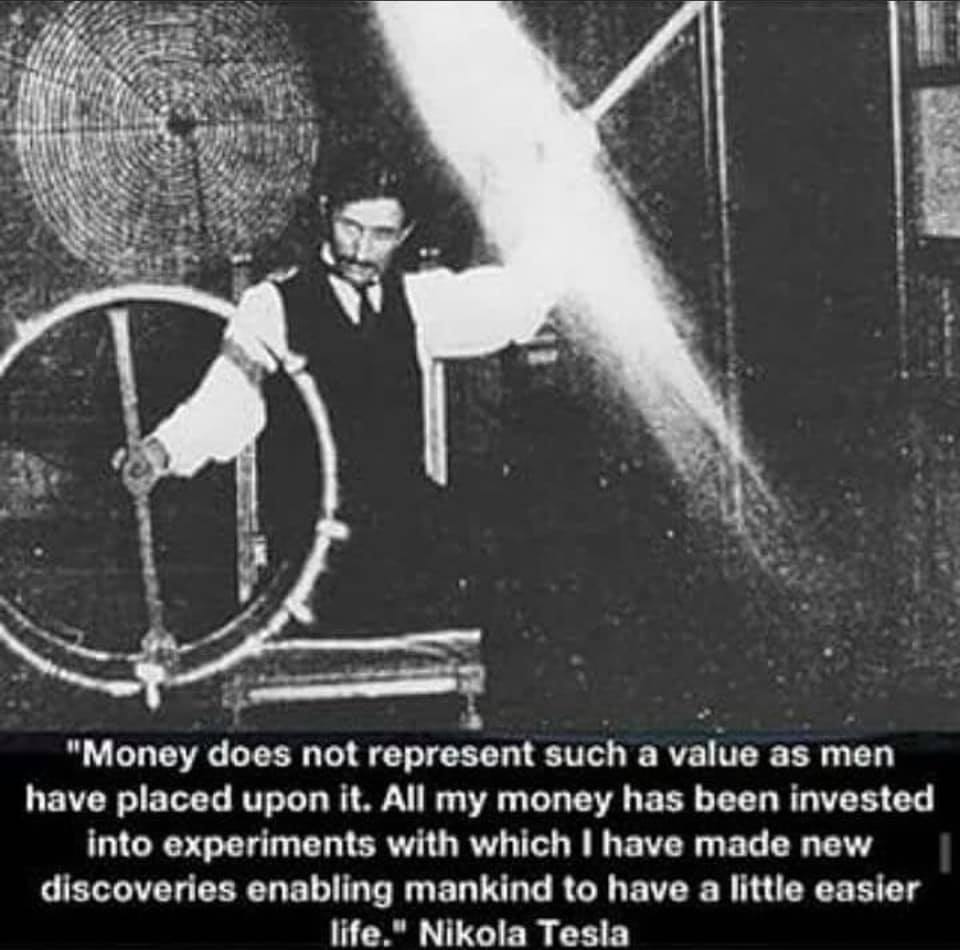 "Money does not represent such a value as men
have placed upon it. All my money has been invested
into experiments with which I have made new
discoveries enabling mankind to have a little easier
life." Nikola Tesla